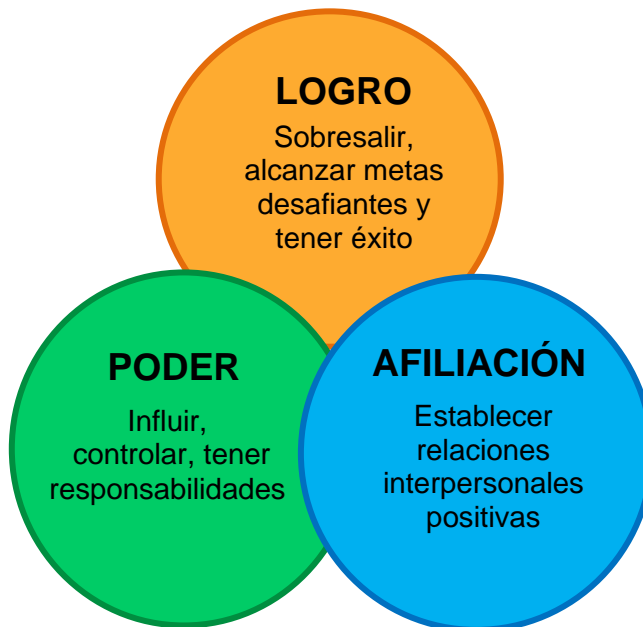 LOGRO
Sobresalir,
alcanzar metas
desafiantes y
tener éxito
PODER
Influir,
controlar, tener
responsabilidades
AFILIACIÓN
Establecer
relaciones
interpersonales
positivas